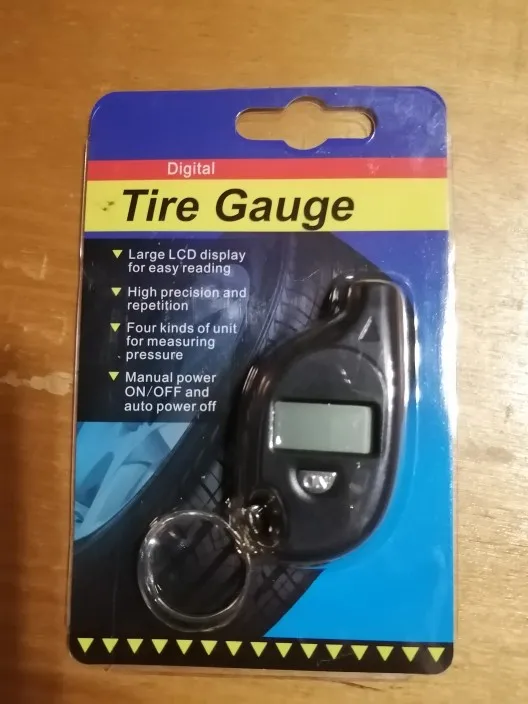 Digital
Tire Gauge
Large LCD display
for easy reading
High precision and
repetition
Four kinds of unit
for measuring
pressure
Manual power
ON/OFF and
auto power off
ON